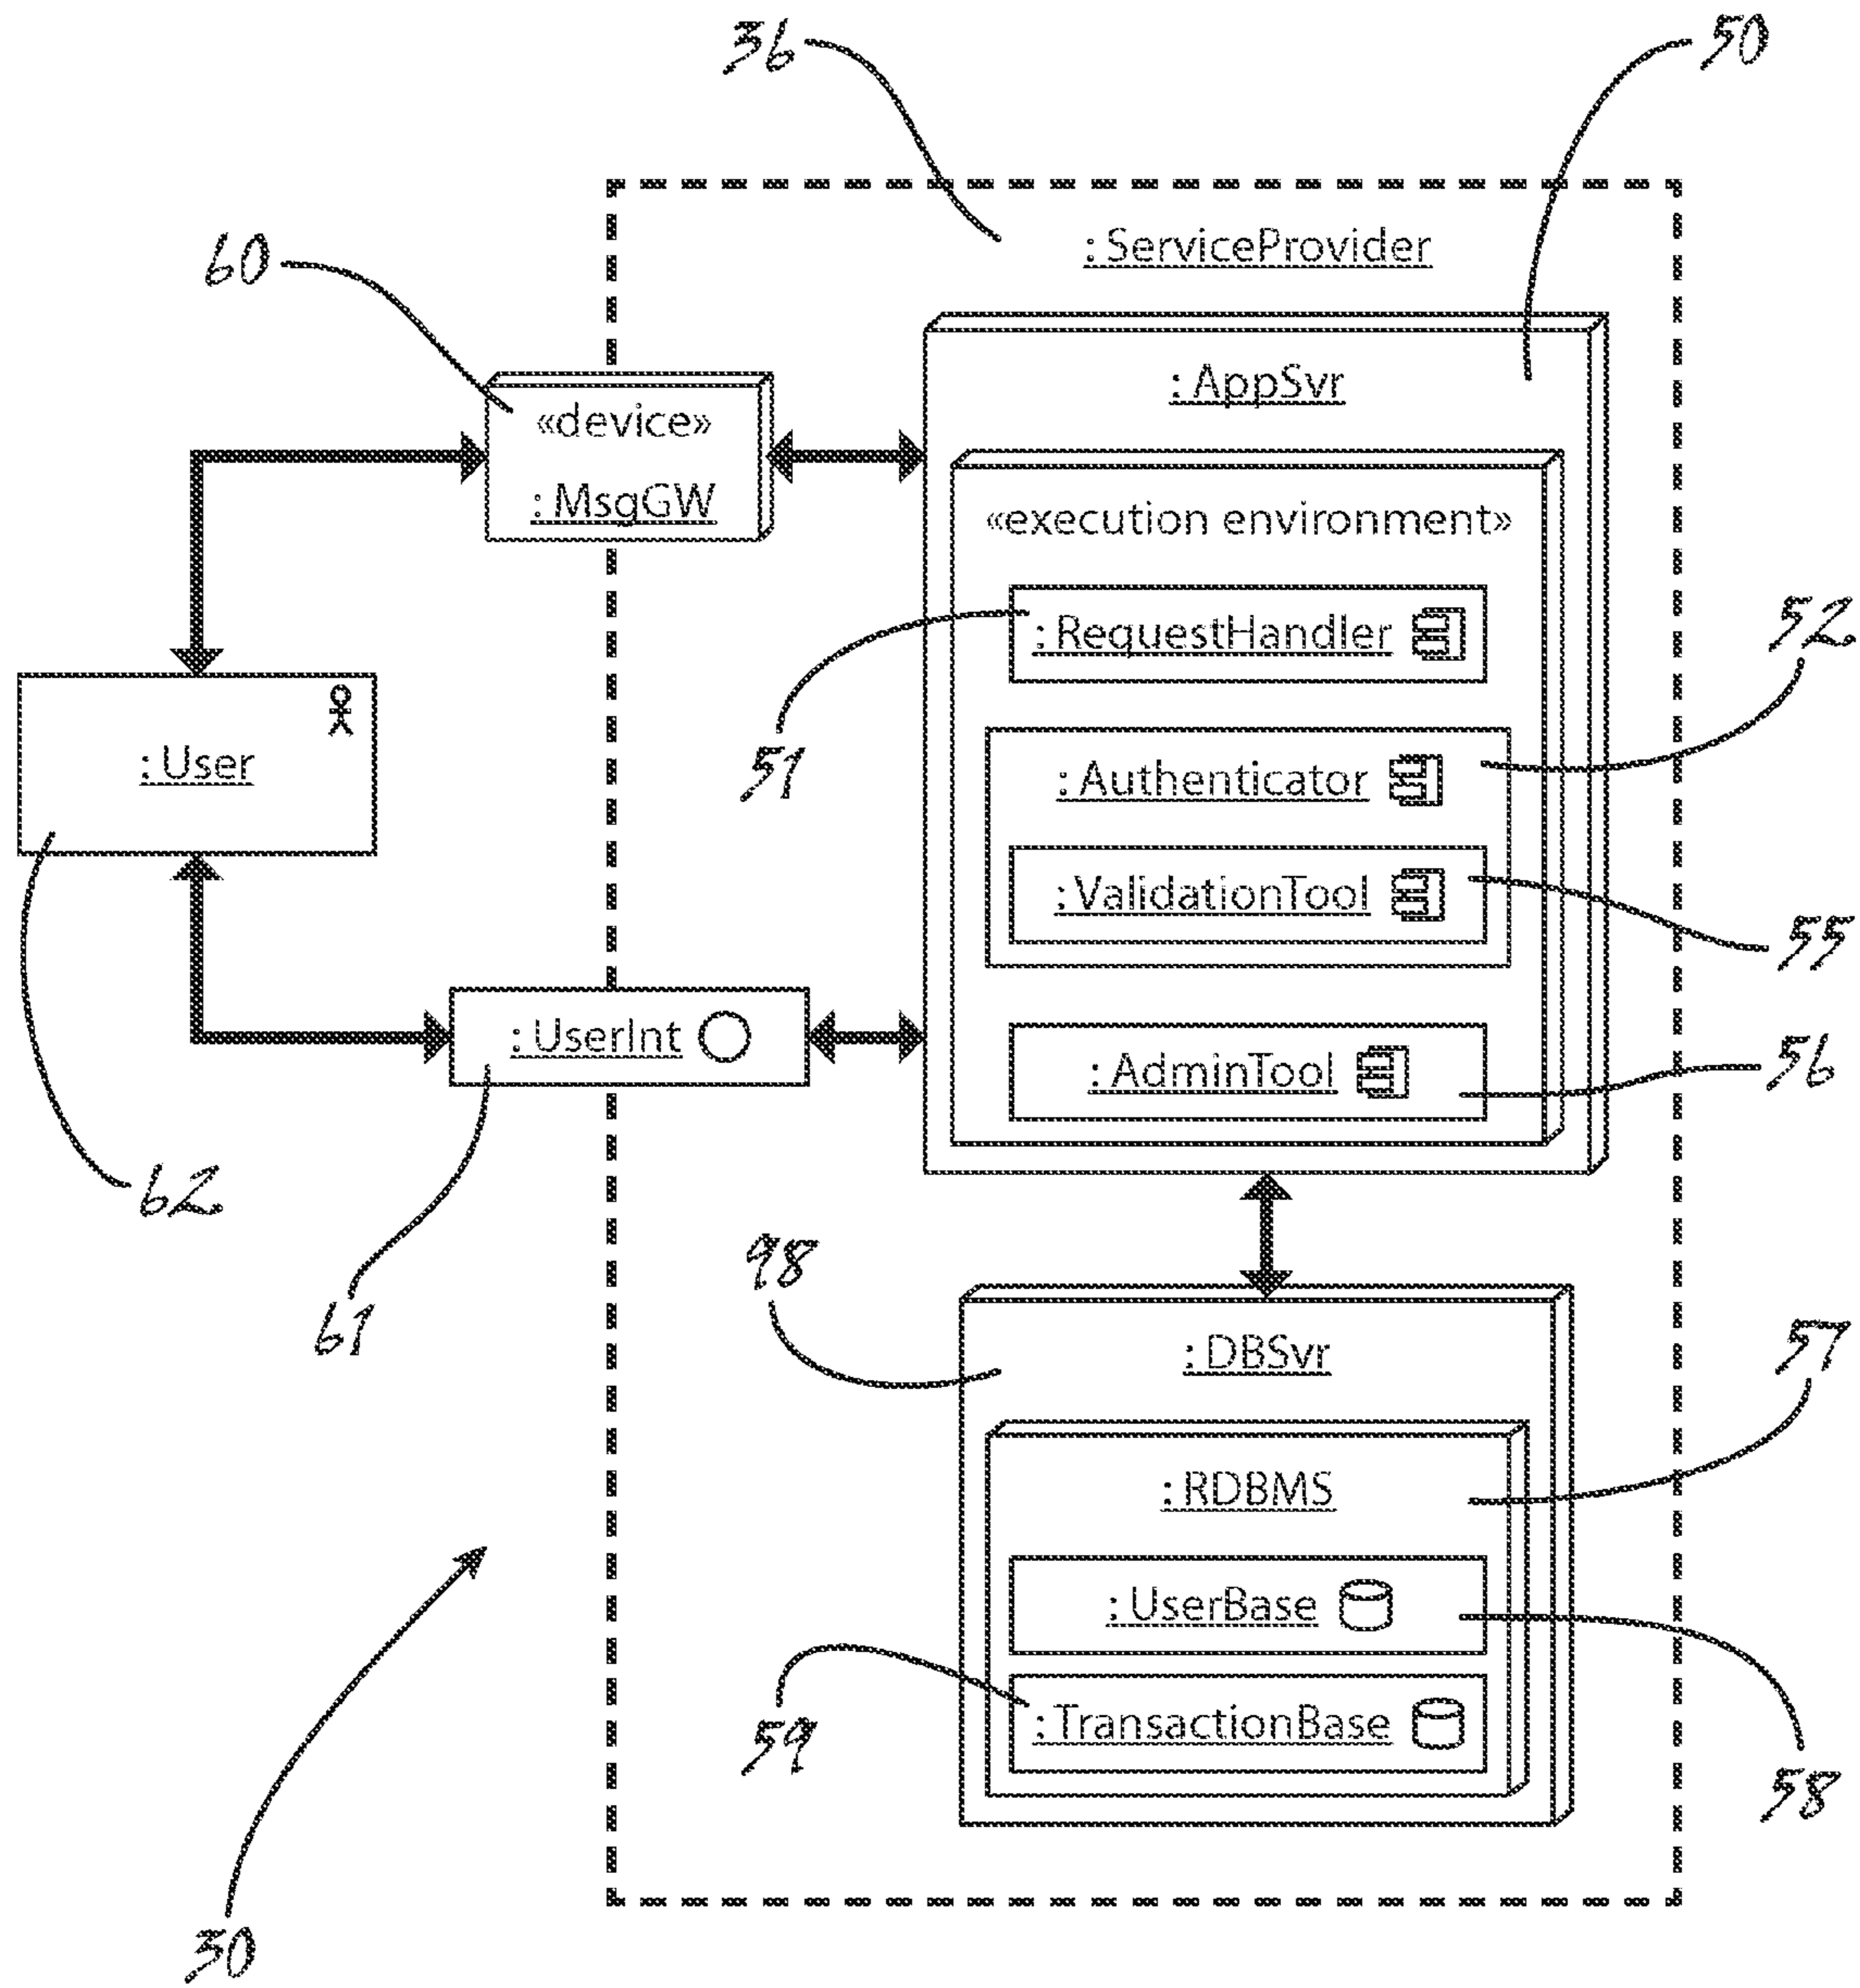 36
50
: ServiceProvider
60
: AppSvr
«device»
: MsgGW
«execution environment»
: RequestHandler
52
51
: User
: Authenticator
: ValidationTool
55
: UserInt
: AdminTool
56
62
98
61
: DBSvr
57
: RDBMS
: UserBase
: TransactionBase
59
58
30